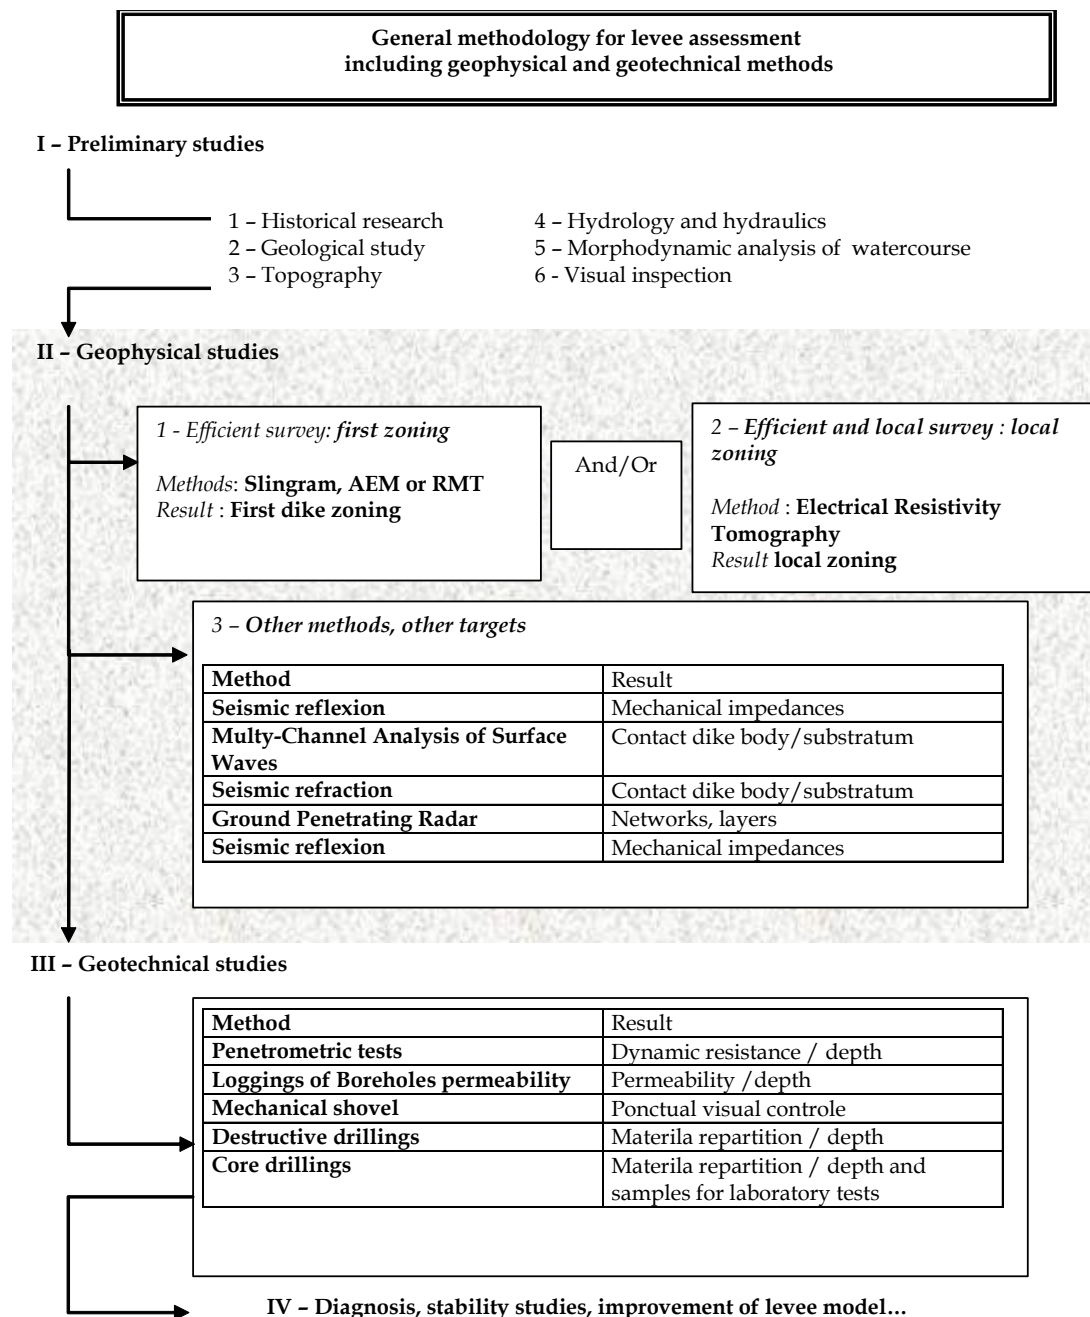 General methodology for levee assessment
including geophysical and geotechnical methods
I – Preliminary studies
1 – Historical research
2 – Geological study
3 – Topography
4 – Hydrology and hydraulics
5 – Morphodynamic analysis of watercourse
6 - Visual inspection
II – Geophysical studies
1 - Efficient survey: first zoning
Methods: Slingram, AEM or RMT
Result : First dike zoning
And/Or
2 – Efficient and local survey : local
zoning
Method : Electrical Resistivity
Tomography
Result local zoning
3 – Other methods, other targets
Method Result
Seismic reflexion Mechanical impedances
Multy-Channel Analysis of Surface Contact dike body/substratum
Waves
Seismic refraction Contact dike body/substratum
Ground Penetrating Radar Networks, layers
Seismic reflexion Mechanical impedances
III – Geotechnical studies
Method Result
Penetrometric tests Dynamic resistance / depth
Loggings of Boreholes permeability Permeability /depth
Mechanical shovel Ponctual visual controle
Destructive drillings Materila repartition / depth
Core drillings Materila repartition / depth and
samples for laboratory tests
IV – Diagnosis, stability studies, improvement of levee model…